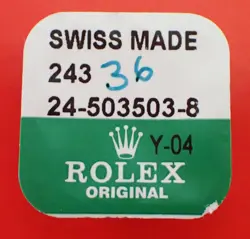 SWISS MADE
243 36
24-503503-8
Y-04
ROLEX
ORIGINAL